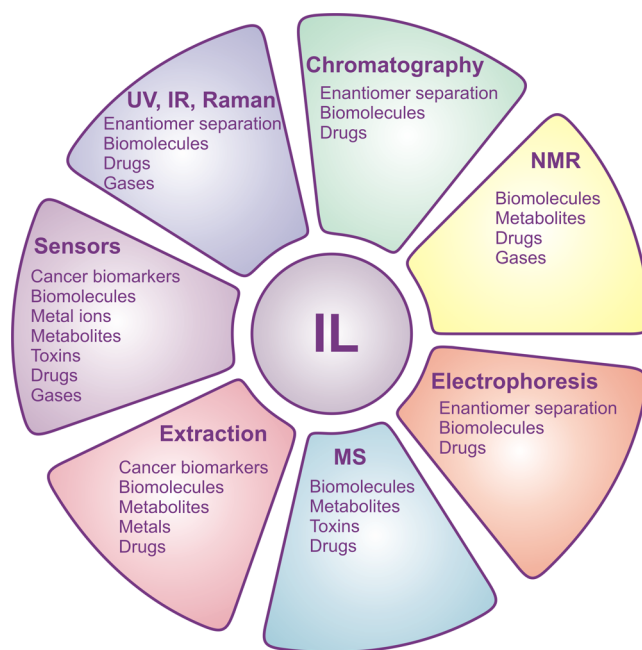 Chromatography
Enantiomer separation
Biomolecules
Drugs
NMR
Biomolecules
Metabolites
Drugs
Gases
Electrophoresis
Enantiomer separation
Biomolecules
Drugs
MS
Biomolecules
Metabolites
Toxins
Drugs
Extraction
Cancer biomarkers
Biomolecules
Metabolites
Metals
Drugs
Sensors
Cancer biomarkers
Biomolecules
Metal ions
Metabolites
Toxins
Drugs
Gases
UV, IR, Raman
Enantiomer separation
Biomolecules
Drugs
Gases
IL